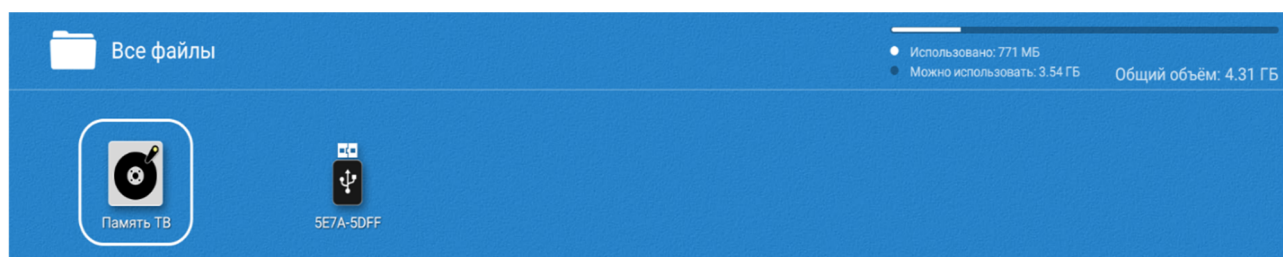 Все файлы
Использовано: 771 МБ
Можно использовать: 3.54 ГБ
Общий объём: 4.31 ГБ
Память ТВ
5E7A-5DFF